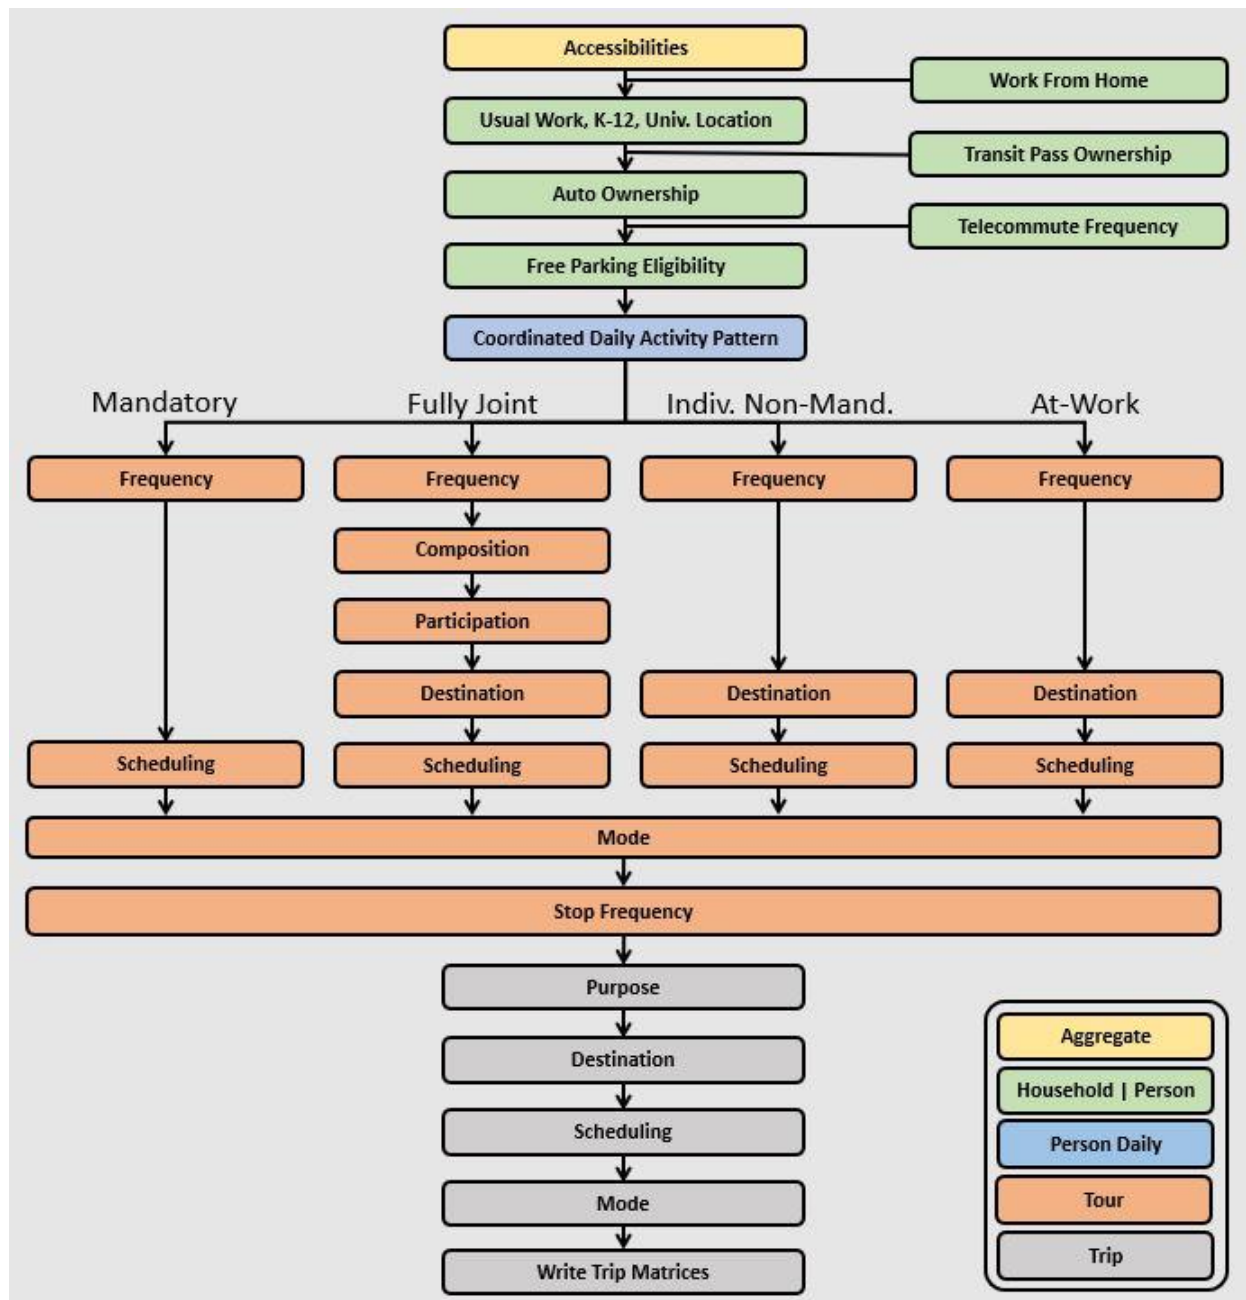 Accessibilities
Work From Home
Usual Work, K-12, Univ. Location
Transit Pass Ownership
Auto Ownership
Telecommute Frequency
Free Parking Eligibility
Coordinated Daily Activity Pattern
Mandatory
Fully Joint
Indiv. Non-Mand.
At-Work
Frequency
Frequency
Frequency
Frequency
Composition
Participation
Destination
Destination
Destination
Scheduling
Scheduling
Scheduling
Scheduling
Mode
Stop Frequency
Purpose
Destination
Scheduling
Mode
Write Trip Matrices
Aggregate
Household | Person
Person Daily
Tour
Trip